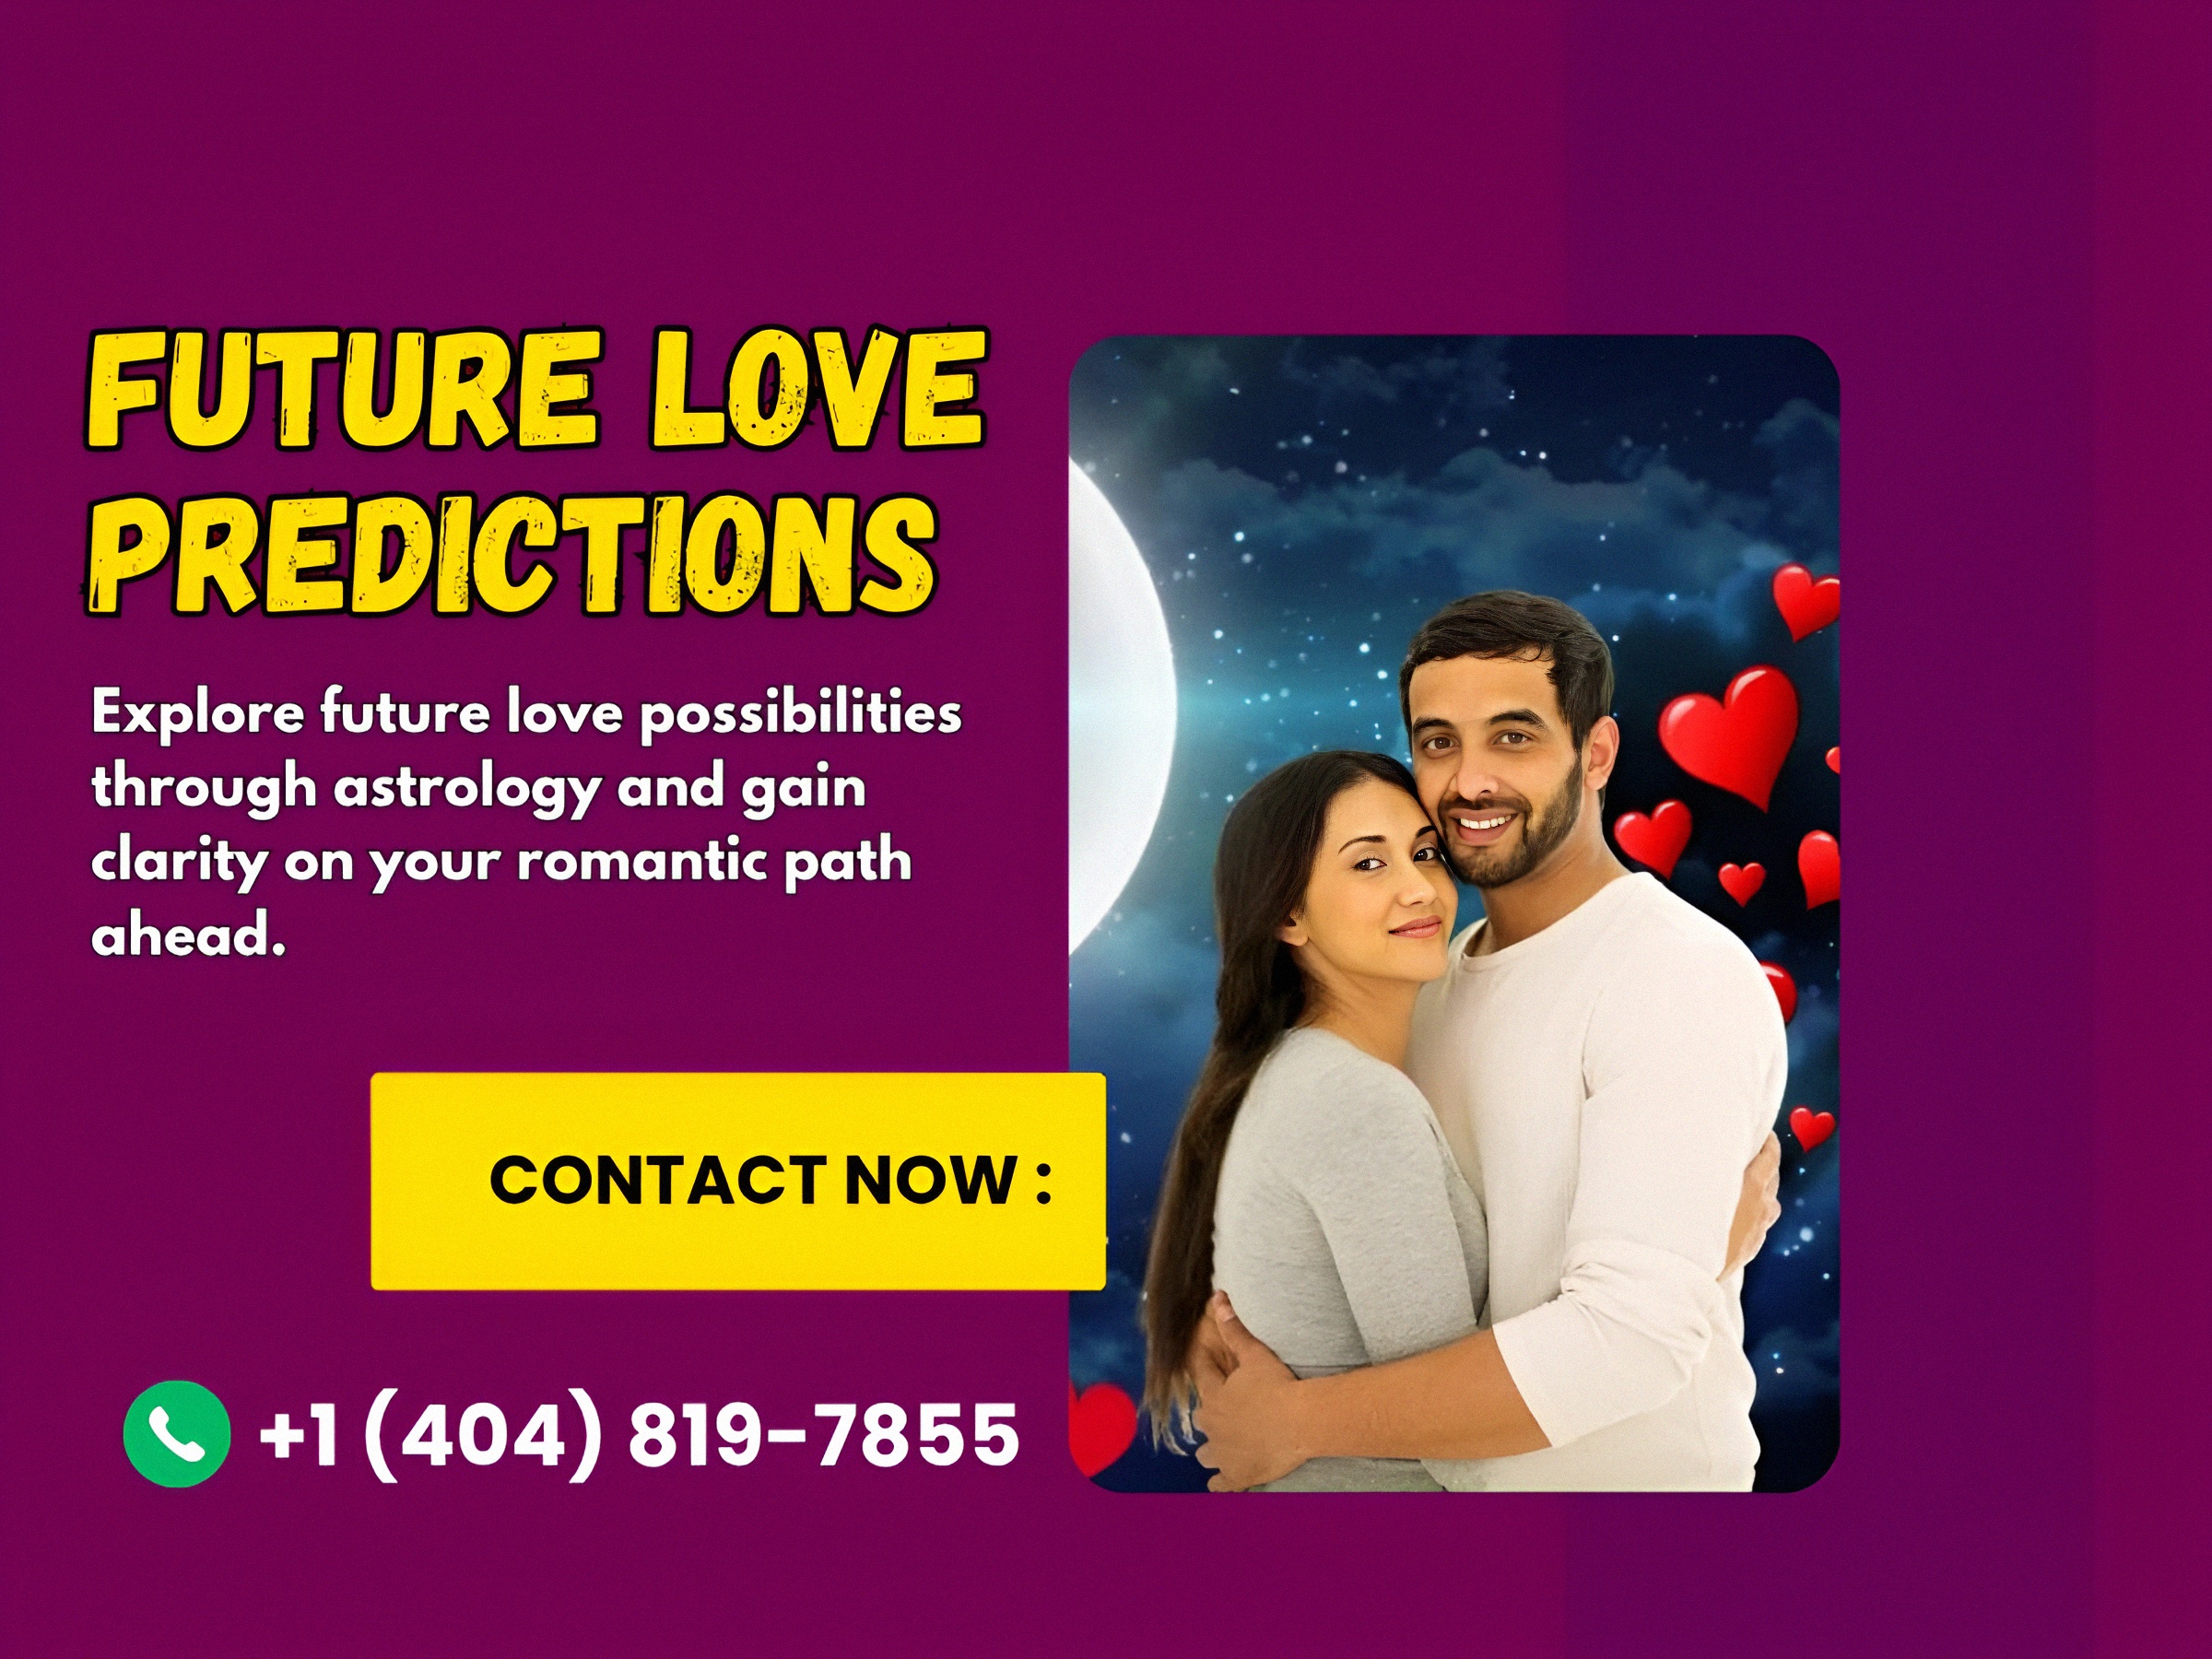 FUTURE LOVE
PREDICTIONS
Explore future love possibilities
through astrology and gain
clarity on your romantic path
ahead.
CONTACT NOW :
+1 (404) 819-7855